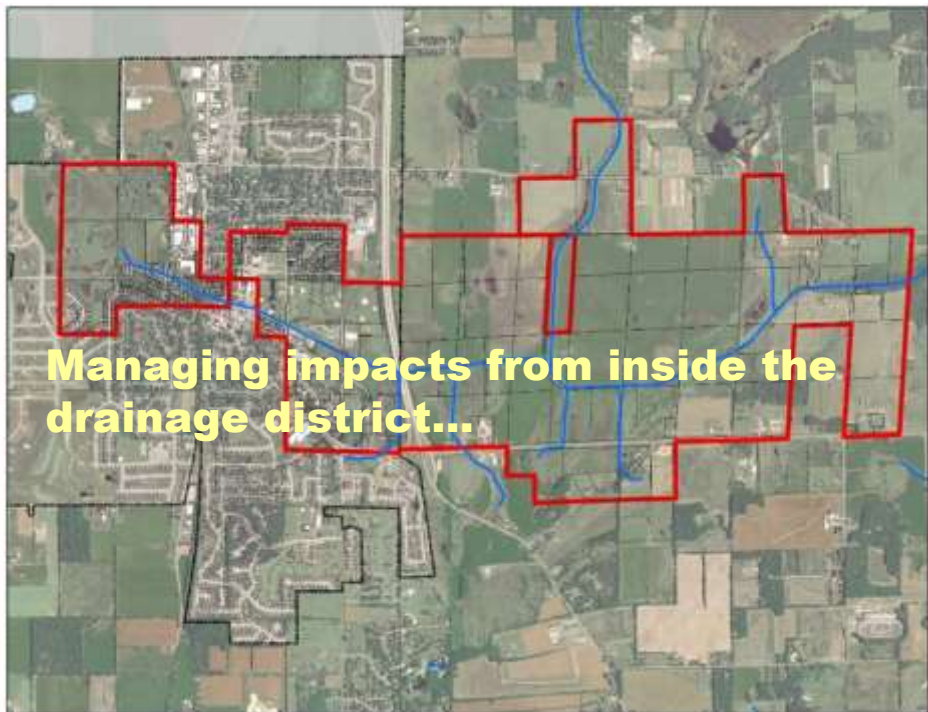 Managing impacts from inside the
drainage district...